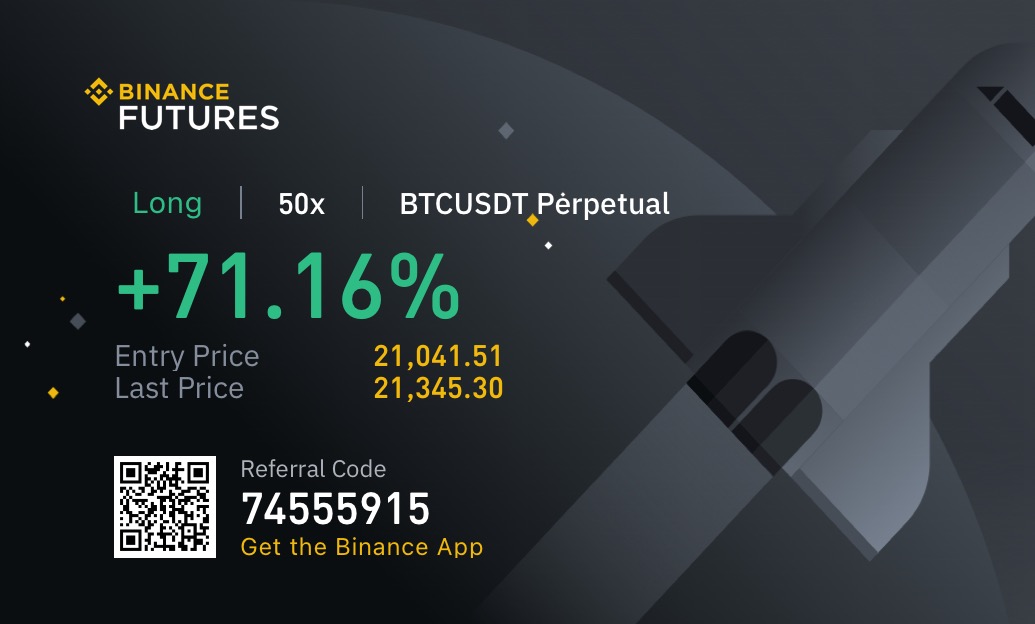 BINANCE
FUTURES
Long | 50x | BTCUSDT Perpetual
+71.16%
Entry Price 21,041.51
Last Price 21,345.30
Referral Code
74555915
Get the Binance App